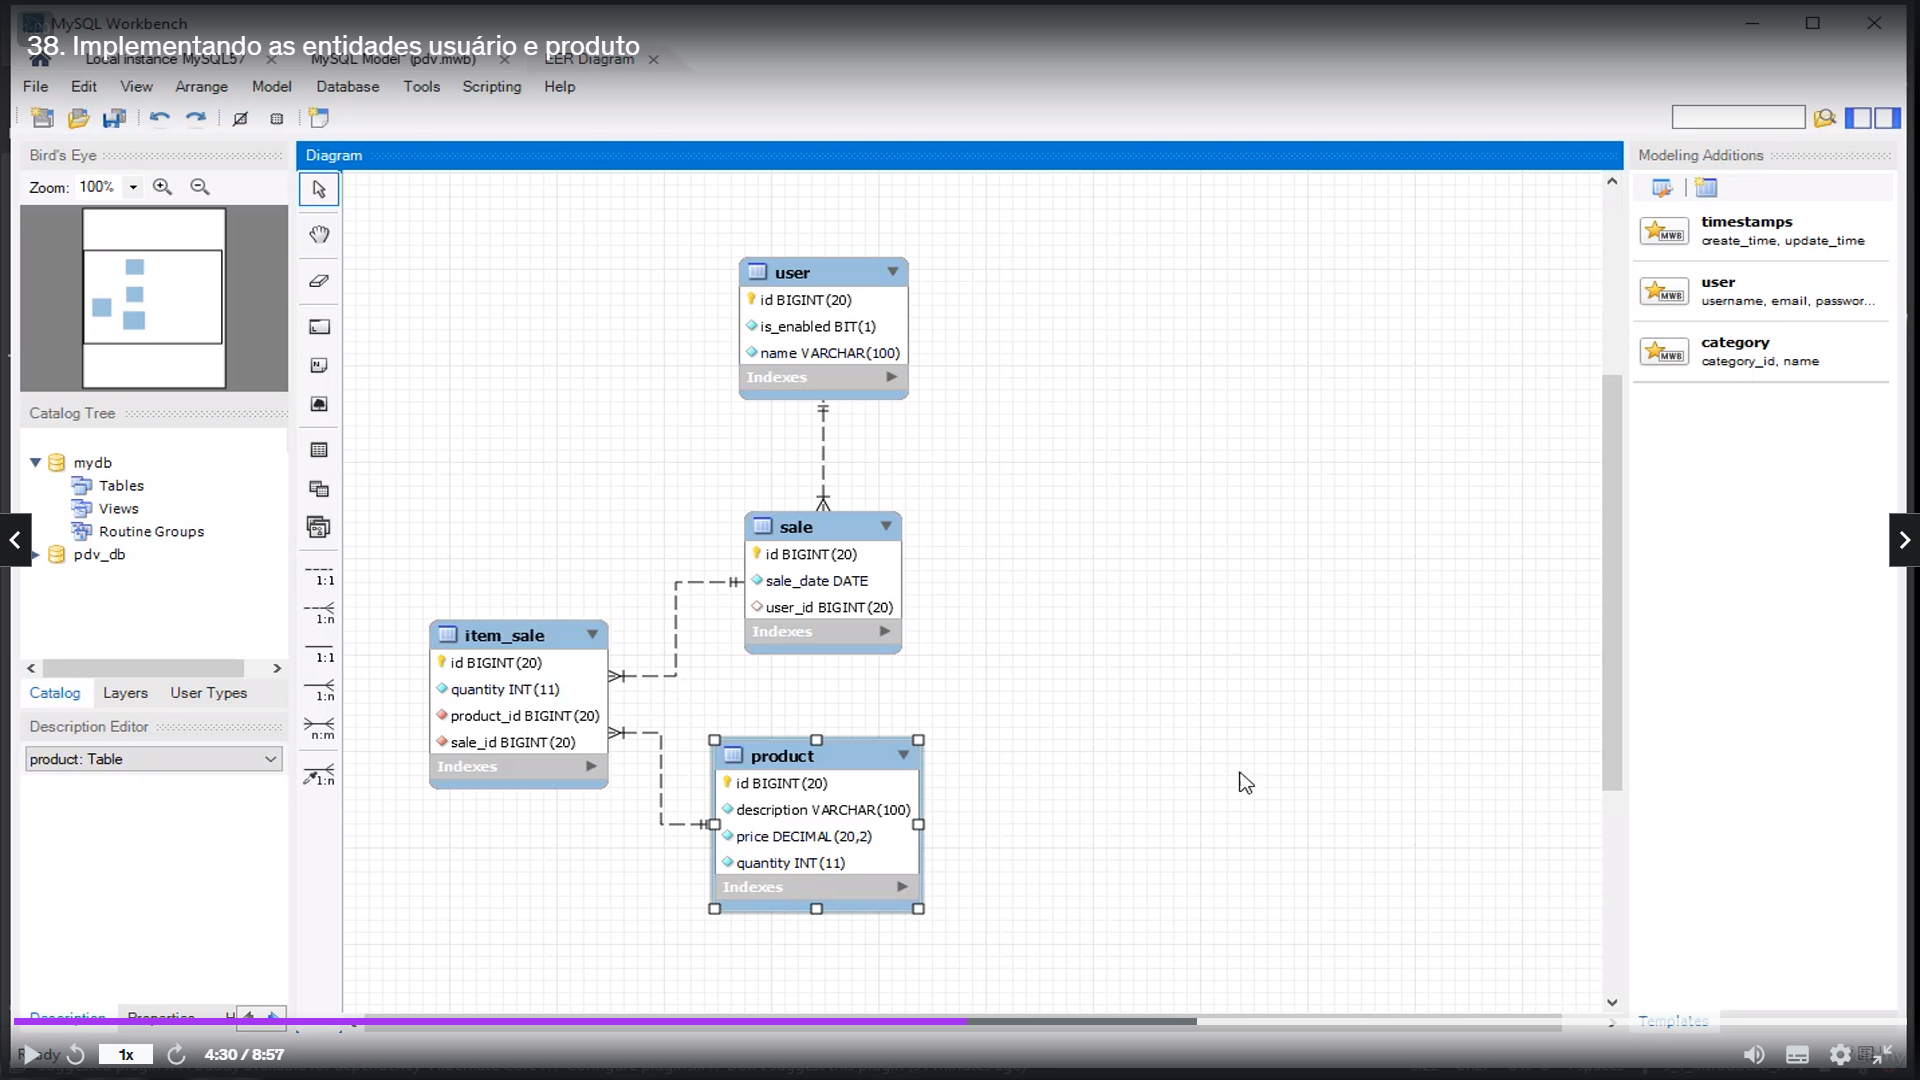 MySQL Workbench
38. Implementando as entidades usuário e produto
Local instance MySQL57
MySQL Model* (pdv.mwb)
EER Diagram
File Edit View Arrange Model Database Tools Scripting Help
Bird's Eye
Diagram
Modeling Additions
Zoom: 100%
timestamps
create_time, update_time
user
username, email, passwor...
category
category_id, name
user
id BIGINT(20)
is_enabled BIT(1)
name VARCHAR(100)
Indexes
Catalog Tree
mydb
Tables
Views
Routine Groups
pdv_db
sale
id BIGINT(20)
sale_date DATE
user_id BIGINT(20)
Indexes
1:1
1:n
1:1
1:n
n:m
1:n
item_sale
id BIGINT(20)
quantity INT(11)
product_id BIGINT(20)
sale_id BIGINT(20)
Indexes
Catalog Layers User Types
Description Editor
product: Table
product
id BIGINT(20)
description VARCHAR(100)
price DECIMAL(20,2)
quantity INT(11)
Indexes
Description Properties H
Templates
Ready
1x
4:30 / 8:57